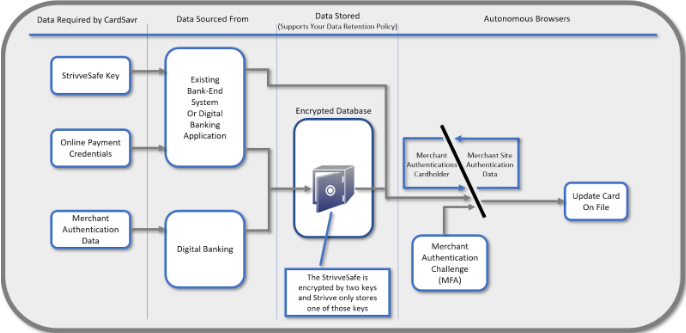 Data Required by CardSavr
Data Sourced From
Data Stored
(Supports Your Data Retention Policy)
Autonomous Browsers
StrivveSafe Key
Existing
Bank-End
System
Or Digital
Banking
Application
Online Payment
Credentials
Encrypted Database
Merchant
Authentications
Cardholder
Merchant Site
Authentication
Data
Update Card
On File
Merchant
Authentication
Data
Digital Banking
Merchant
Authentication
Challenge
(MFA)
The StrivveSafe is
encrypted by two keys
and Strivve only stores
one of those keys